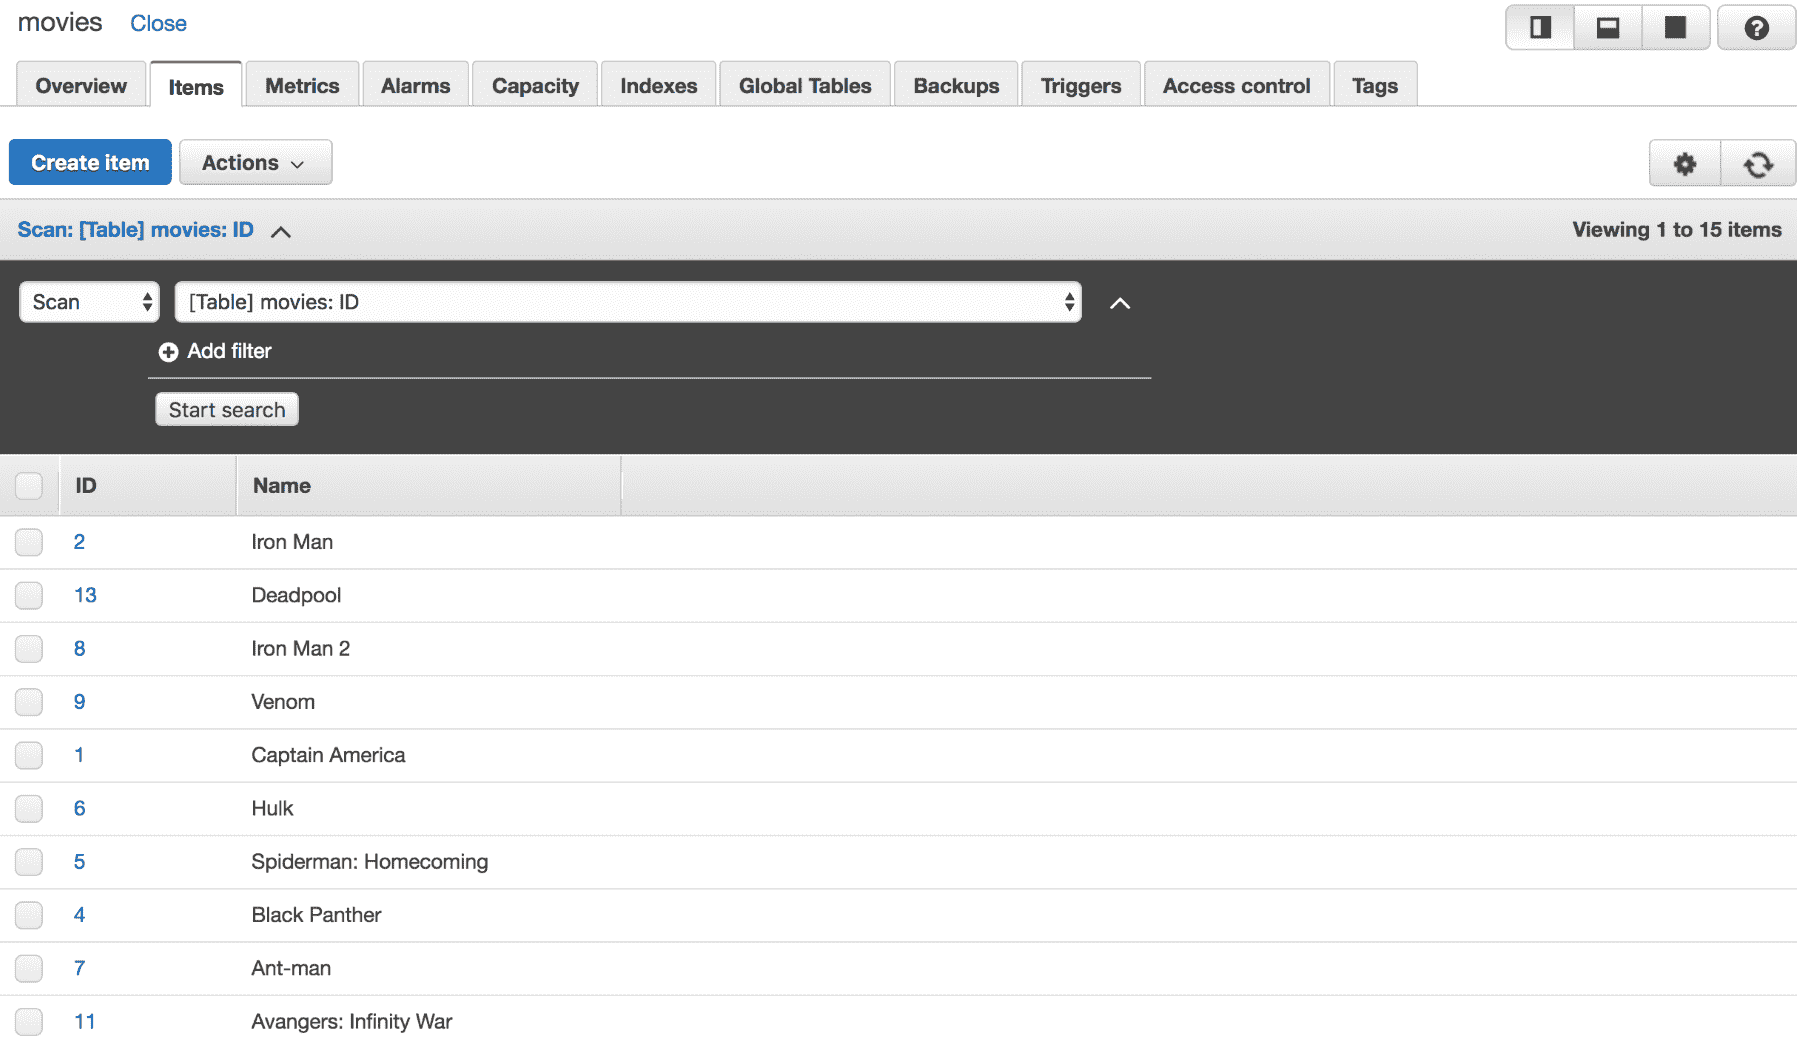 movies Close
Overview Items Metrics Alarms Capacity Indexes Global Tables Backups Triggers Access control Tags
Create item Actions
Scan: [Table] movies: ID Viewing 1 to 15 items
Scan [Table] movies: ID
Add filter
Start search
ID Name
2 Iron Man
13 Deadpool
8 Iron Man 2
9 Venom
1 Captain America
6 Hulk
5 Spiderman: Homecoming
4 Black Panther
7 Ant-man
11 Avangers: Infinity War